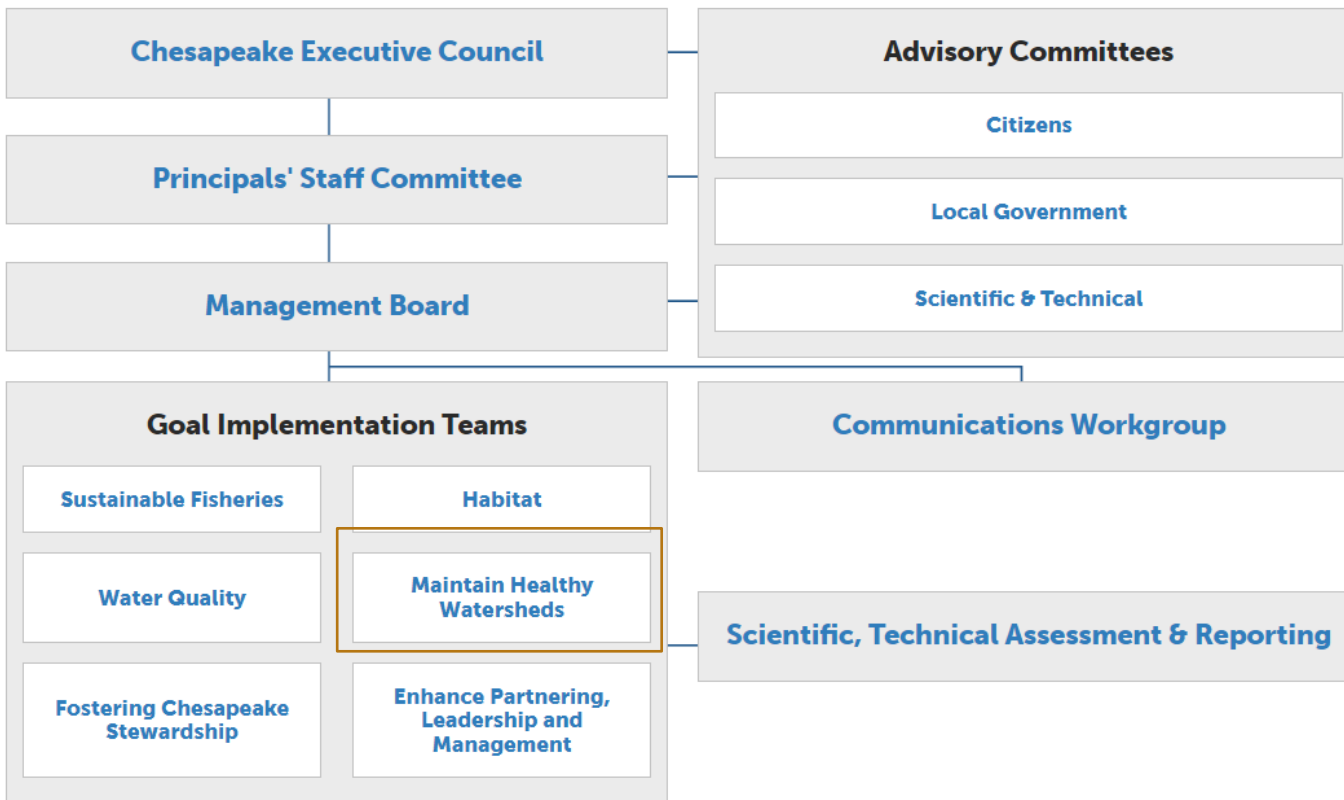 Chesapeake Executive Council
Principals' Staff Committee
Management Board
Advisory Committees
Citizens
Local Government
Scientific & Technical
Goal Implementation Teams
Sustainable Fisheries
Habitat
Water Quality
Maintain Healthy
Watersheds
Fostering Chesapeake
Stewardship
Enhance Partnering,
Leadership and
Management
Communications Workgroup
Scientific, Technical Assessment & Reporting